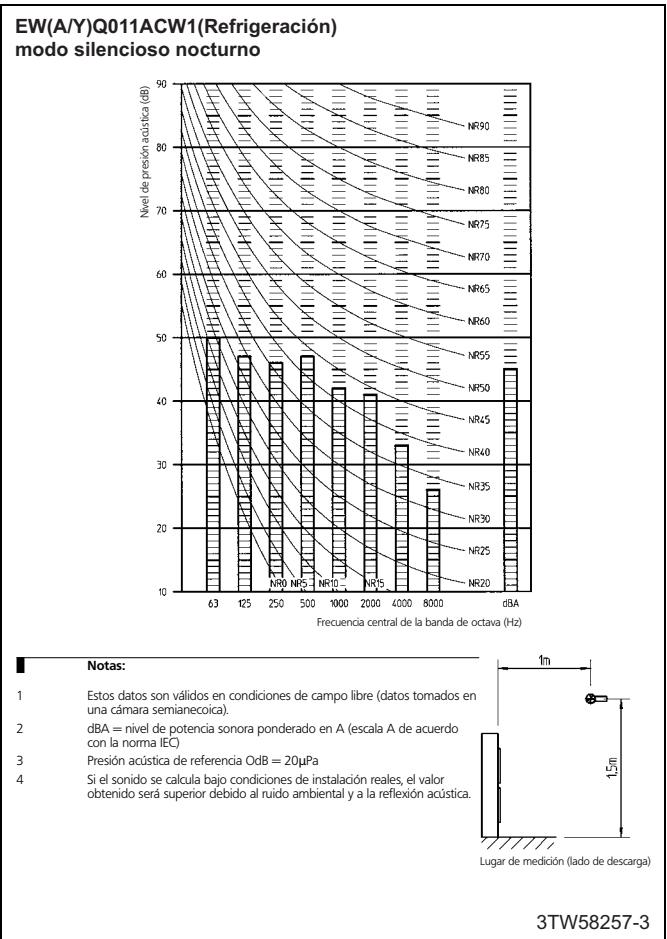 EW(A/Y)Q011ACW1(Refrigeración)
modo silencioso nocturno
Nivel de presión acústica (dB)
90
80
70
60
50
40
30
20
10
NR90
NR85
NR80
NR75
NR70
NR65
NR60
NR55
NR50
NR45
NR40
NR35
NR30
NR25
NR20
NR0 NR5 NR10 NR15
63 125 250 500 1000 2000 4000 8000 dBA
Frecuencia central de la banda de octava (Hz)
Notas:
1 Estos datos son válidos en condiciones de campo libre (datos tomados en
una cámara semianecoica).
2 dBA = nivel de potencia sonora ponderado en A (escala A de acuerdo
con la norma IEC)
3 Presión acústica de referencia OdB = 20µPa
4 Si el sonido se calcula bajo condiciones de instalación reales, el valor
obtenido será superior debido al ruido ambiental y a la reflexión acústica.
1m
1.5m
Lugar de medición (lado de descarga)
3TW58257-3